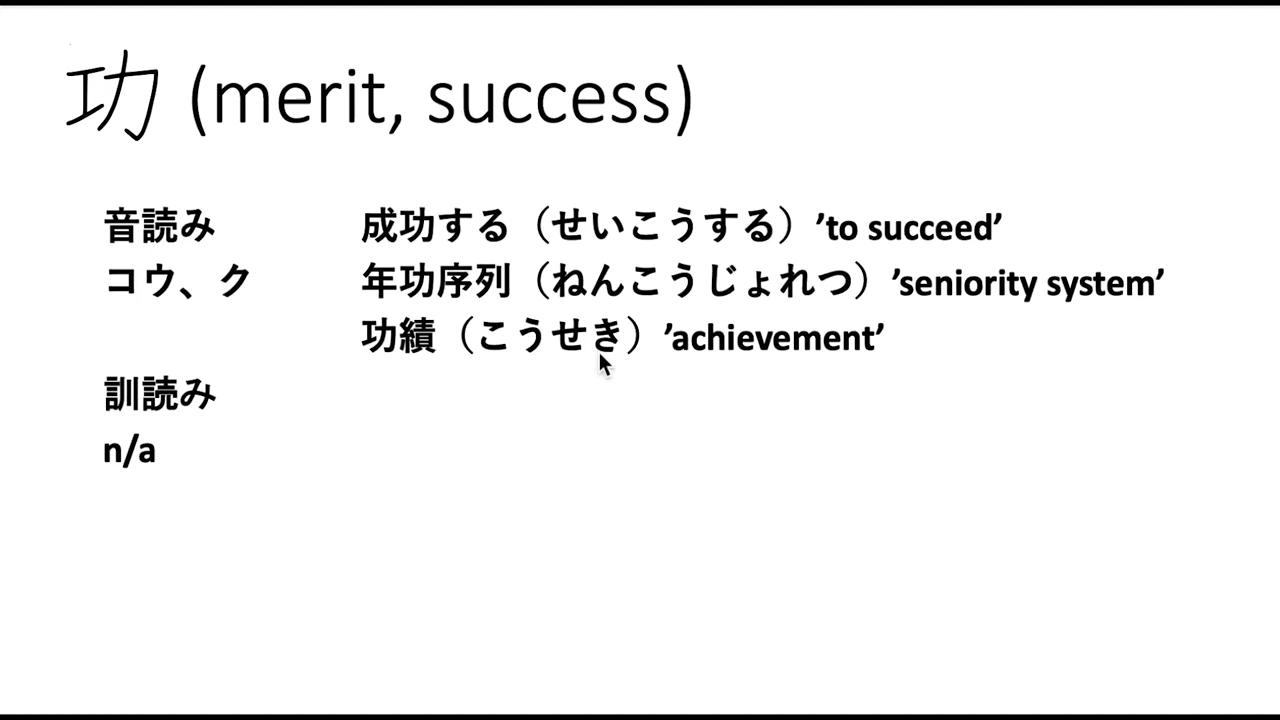 功 (merit, success)
音読み 成功する（せいこうする）’to succeed’
コウ、ク 年功序列（ねんこうじょれつ）’seniority system’
功績（こうせき）’achievement’
訓読み
n/a